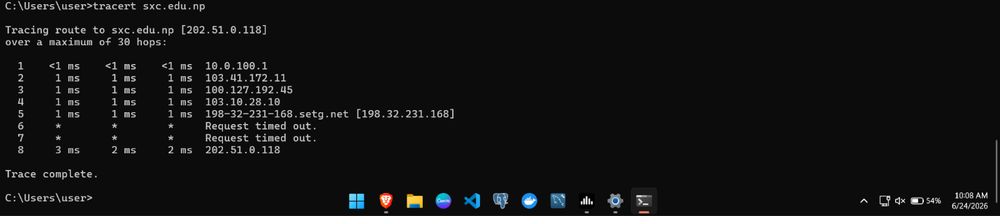 C:\Users\user>tracert sxc.edu.np
Tracing route to sxc.edu.np [202.51.0.118]
over a maximum of 30 hops:
1 <1 ms <1 ms <1 ms 10.0.100.1
2 1 ms 1 ms 1 ms 103.41.172.11
3 1 ms 1 ms 1 ms 100.127.192.45
4 1 ms 1 ms 1 ms 103.10.28.10
5 1 ms 1 ms 1 ms 198-32-231-168.setg.net [198.32.231.168]
6 * * * Request timed out.
7 * * * Request timed out.
8 3 ms 2 ms 2 ms 202.51.0.118
Trace complete.
C:\Users\user>
Canva
54%
10:08 AM
6/24/2026